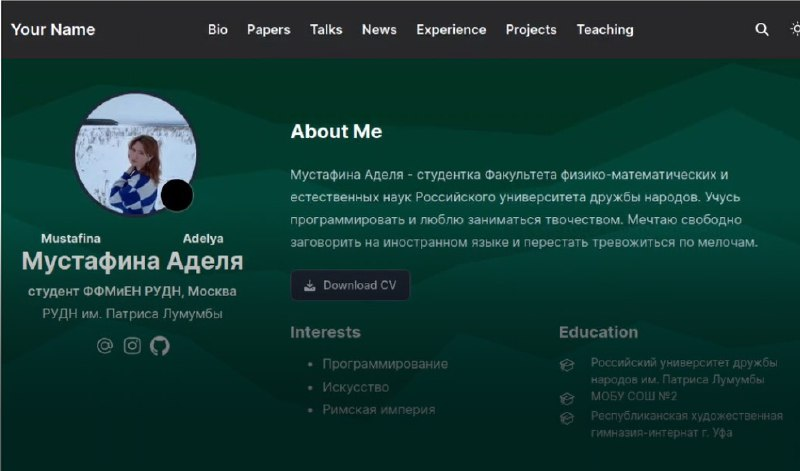 Your Name Bio Papers Talks News Experience Projects Teaching
Mustafina Adelya
Мустафина Аделя
студент ФФМиЕН РУДН, Москва
РУДН им. Патриса Лумумбы
About Me
Мустафина Аделя - студентка Факультета физико-математических и
естественных наук Российского университета дружбы народов. Учусь
программировать и люблю заниматься твочеством. Мечтаю свободно
заговорить на иностранном языке и перестать тревожиться по мелочам.
Download CV
Interests
Программирование
Искусство
Римская империя
Education
Российский университет дружбы
народов им. Патриса Лумумбы
МОБУ СОШ №2
Республиканская художественная
гимназия-интернат г. Уфа